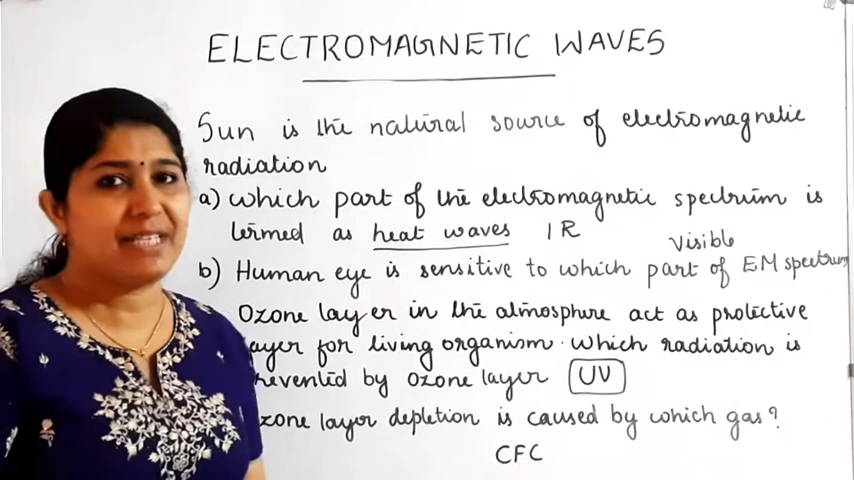 ELECTROMAGNETIC WAVES
Sun is the natural source of electromagnetic
radiation
a) which part of the electromagnetic spectrum is
termed as heat waves IR
visible
b) Human eye is sensitive to which part of EM spectrum
Ozone layer in the atmosphere act as protective
ayer for living organism. which radiation is
revented by ozone layer UV
zone layer depletion is caused by which gas?
CFC